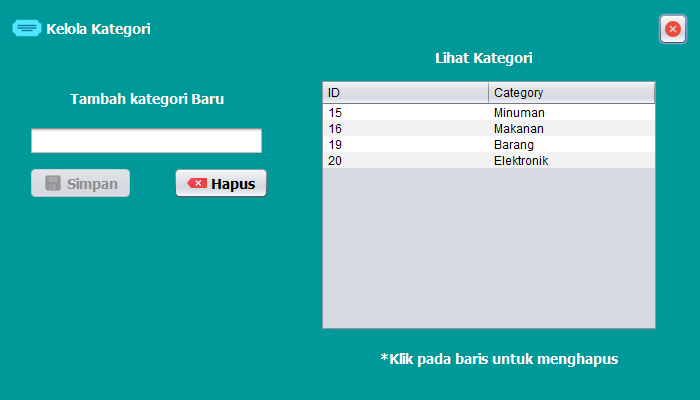 Kelola Kategori
Lihat Kategori
Tambah kategori Baru
ID Category
15 Minuman
16 Makanan
19 Barang
20 Elektronik
Simpan Hapus
*Klik pada baris untuk menghapus